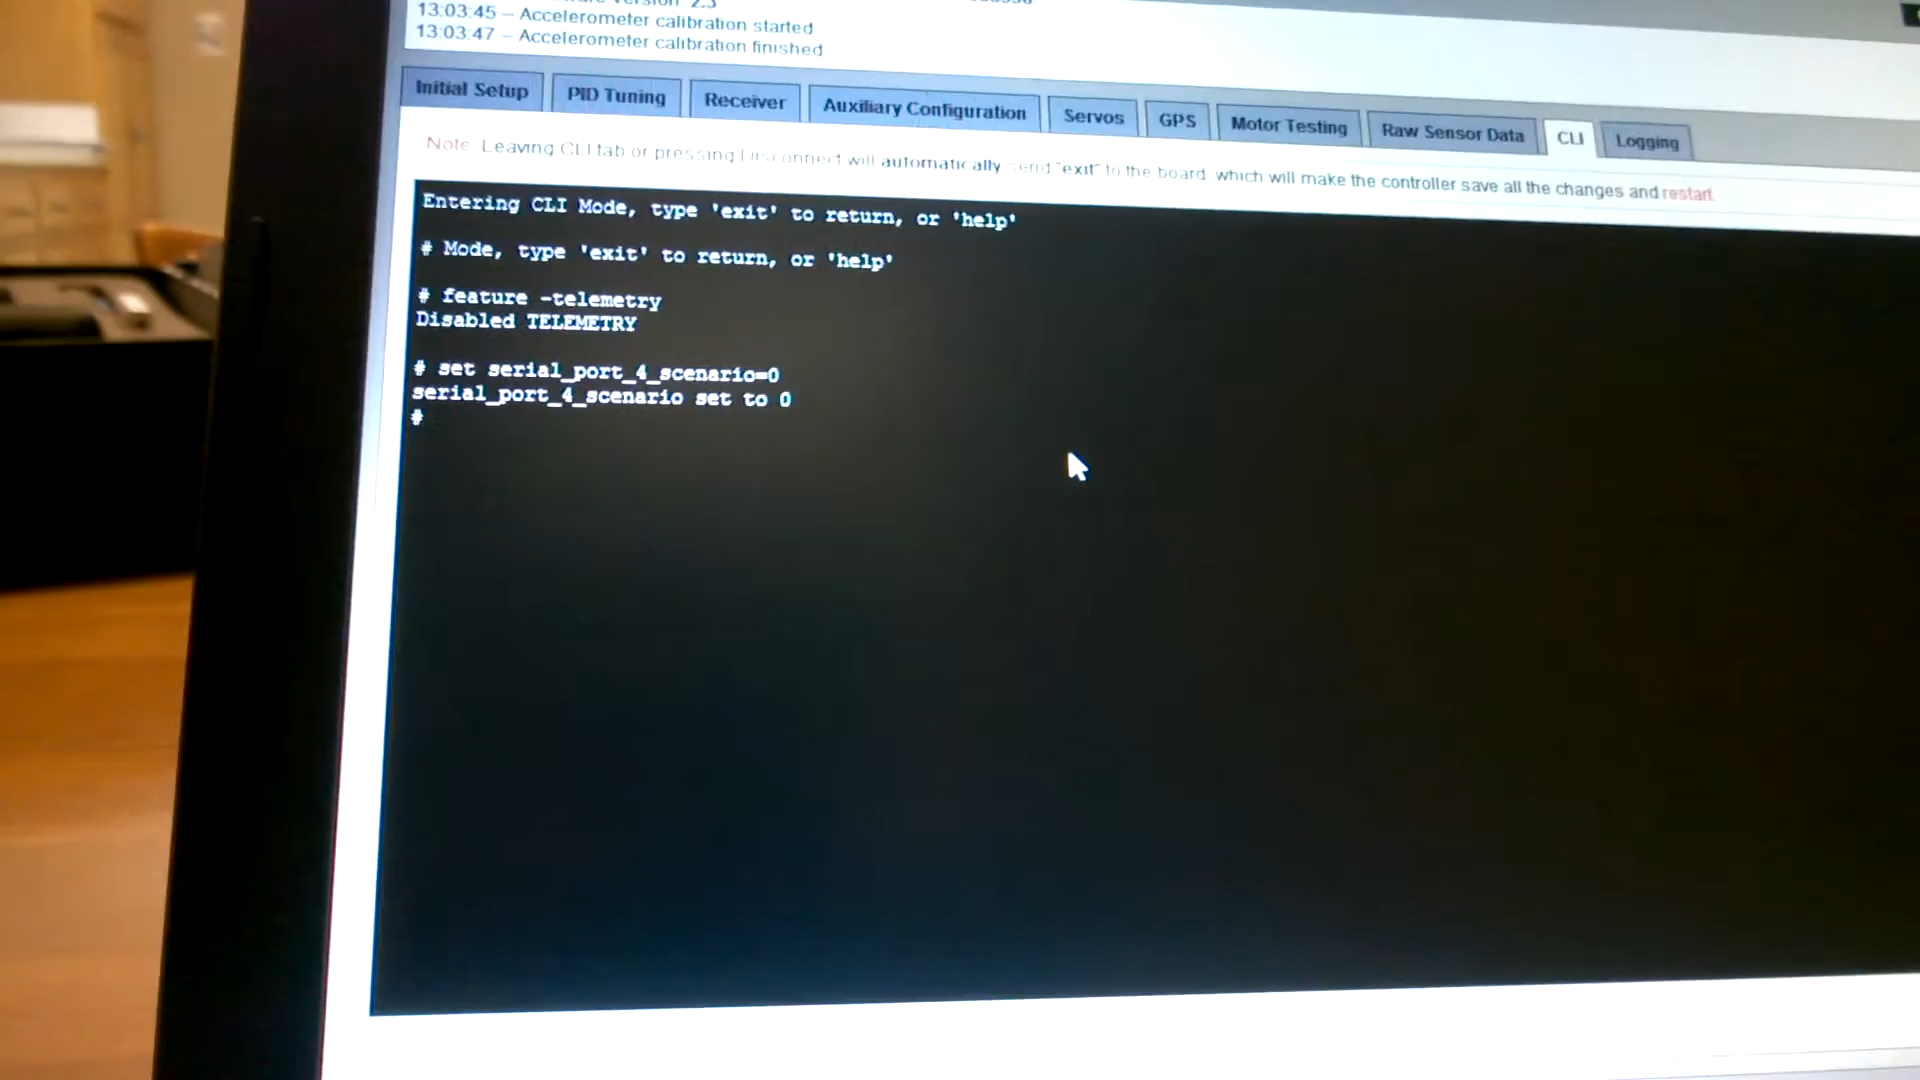 version 2.3
13:03:45 – Accelerometer calibration started
13:03:47 – Accelerometer calibration finished
Initial Setup PID Tuning Receiver Auxiliary Configuration Servos GPS Motor Testing Raw Sensor Data CLI Logging
Note: Leaving CLI tab or pressing Disconnect will automatically send "exit" to the board which will make the controller save all the changes and restart.
Entering CLI Mode, type 'exit' to return, or 'help'
# Mode, type 'exit' to return, or 'help'
# feature -telemetry
Disabled TELEMETRY
# set serial_port_4_scenario=0
serial_port_4_scenario set to 0
#